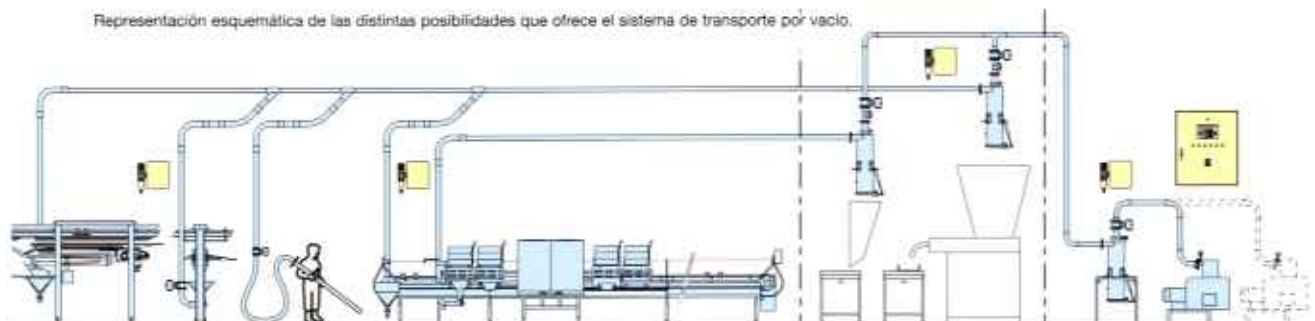 Representación esquemática de las distintas posibilidades que ofrece el sistema de transporte por vacío.